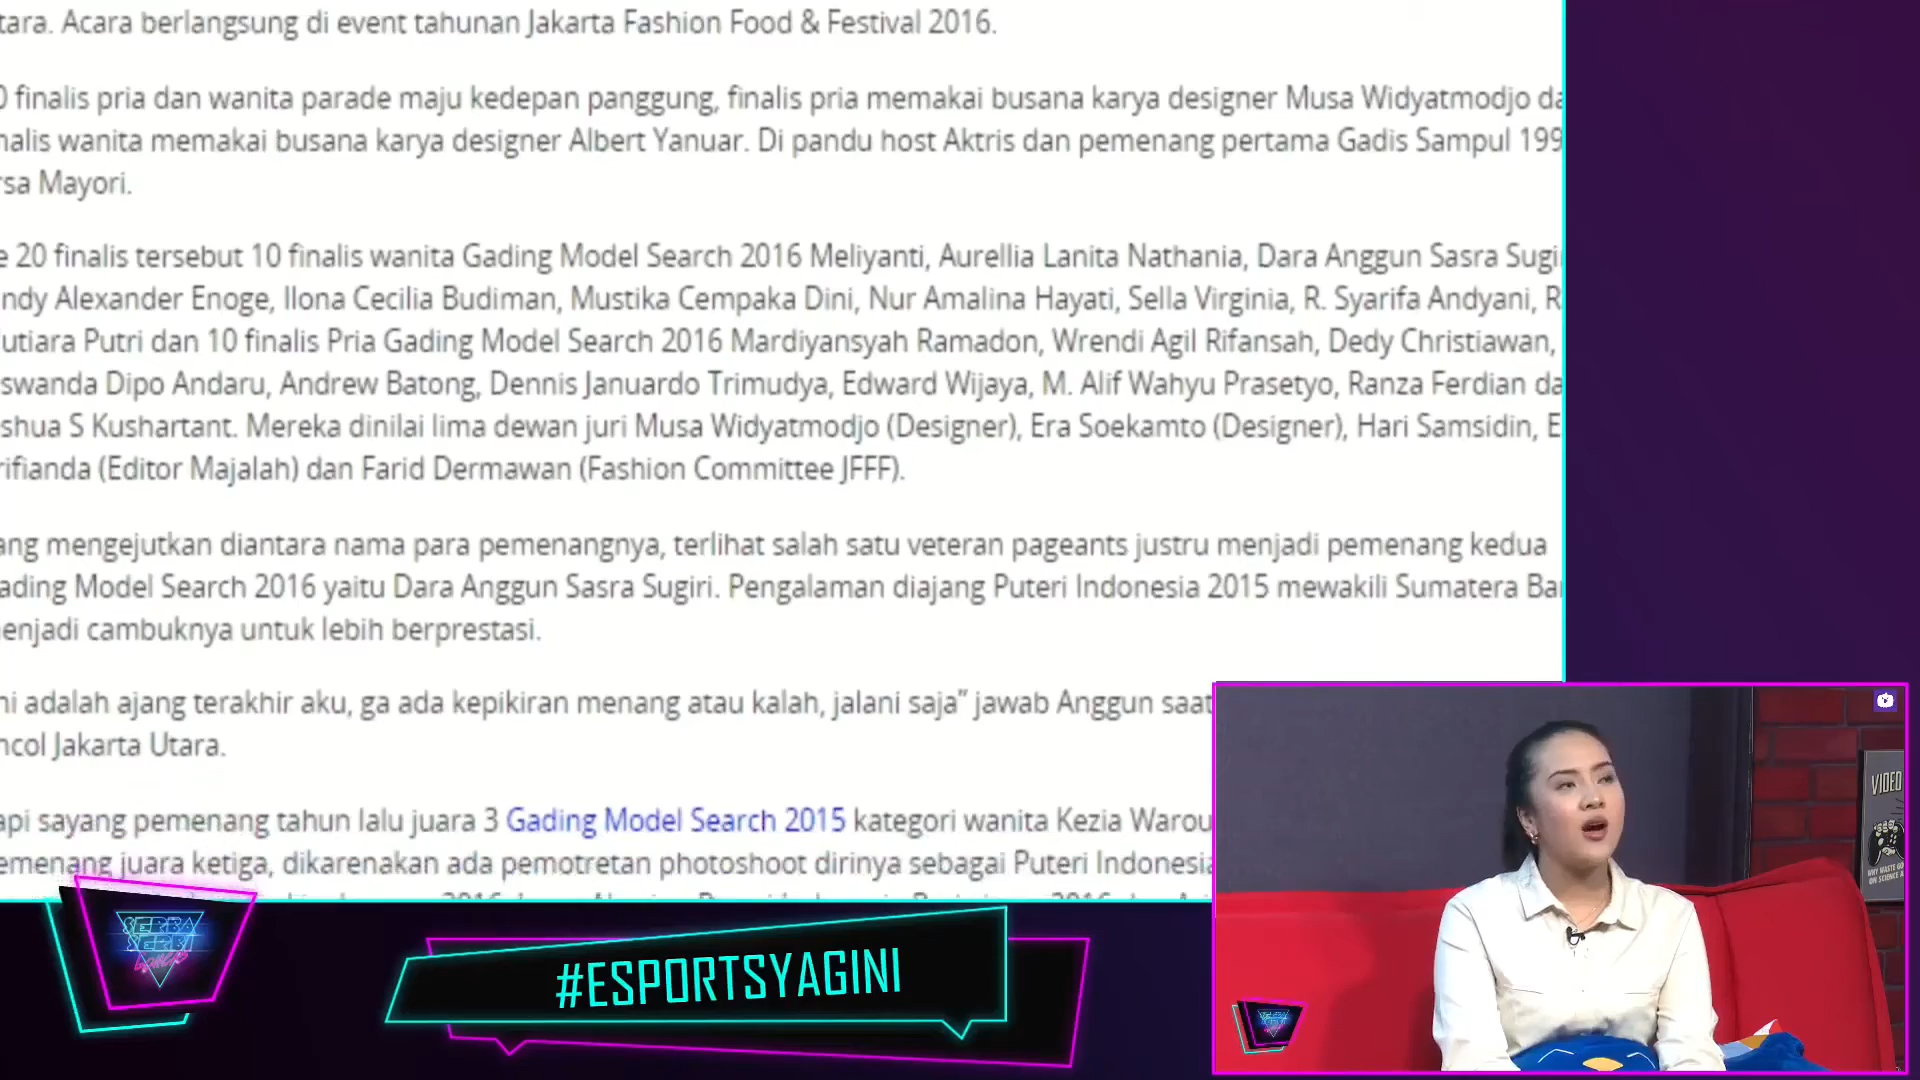 tara. Acara berlangsung di event tahunan Jakarta Fashion Food & Festival 2016.
0 finalis pria dan wanita parade maju kedepan panggung, finalis pria memakai busana karya designer Musa Widyatmodjo da
nalis wanita memakai busana karya designer Albert Yanuar. Di pandu host Aktris dan pemenang pertama Gadis Sampul 199
rsa Mayori.
e 20 finalis tersebut 10 finalis wanita Gading Model Search 2016 Meliyanti, Aurellia Lanita Nathania, Dara Anggun Sasra Sugi
ndy Alexander Enoge, Ilona Cecilia Budiman, Mustika Cempaka Dini, Nur Amalina Hayati, Sella Virginia, R. Syarifa Andyani, R
utiara Putri dan 10 finalis Pria Gading Model Search 2016 Mardiyansyah Ramadon, Wrendi Agil Rifansah, Dedy Christiawan,
swanda Dipo Andaru, Andrew Batong, Dennis Januardo Trimudya, Edward Wijaya, M. Alif Wahyu Prasetyo, Ranza Ferdian da
shua S Kushartant. Mereka dinilai lima dewan juri Musa Widyatmodjo (Designer), Era Soekamto (Designer), Hari Samsidin, E
rifianda (Editor Majalah) dan Farid Dermawan (Fashion Committee JFFF).
ang mengejutkan diantara nama para pemenangnya, terlihat salah satu veteran pageants justru menjadi pemenang kedua
ading Model Search 2016 yaitu Dara Anggun Sasra Sugiri. Pengalaman diajang Puteri Indonesia 2015 mewakili Sumatera Ba
enjadi cambuknya untuk lebih berprestasi.
ni adalah ajang terakhir aku, ga ada kepikiran menang atau kalah, jalani saja” jawab Anggun saat
ncol Jakarta Utara.
api sayang pemenang tahun lalu juara 3 Gading Model Search 2015 kategori wanita Kezia Warou
emenang juara ketiga, dikarenakan ada pemotretan photoshoot dirinya sebagai Puteri Indonesia
SERBA
SERBI
GAMERS
#ESPORTSYAGINI
VIDEO
WHY WASTE
ON SCIENCE